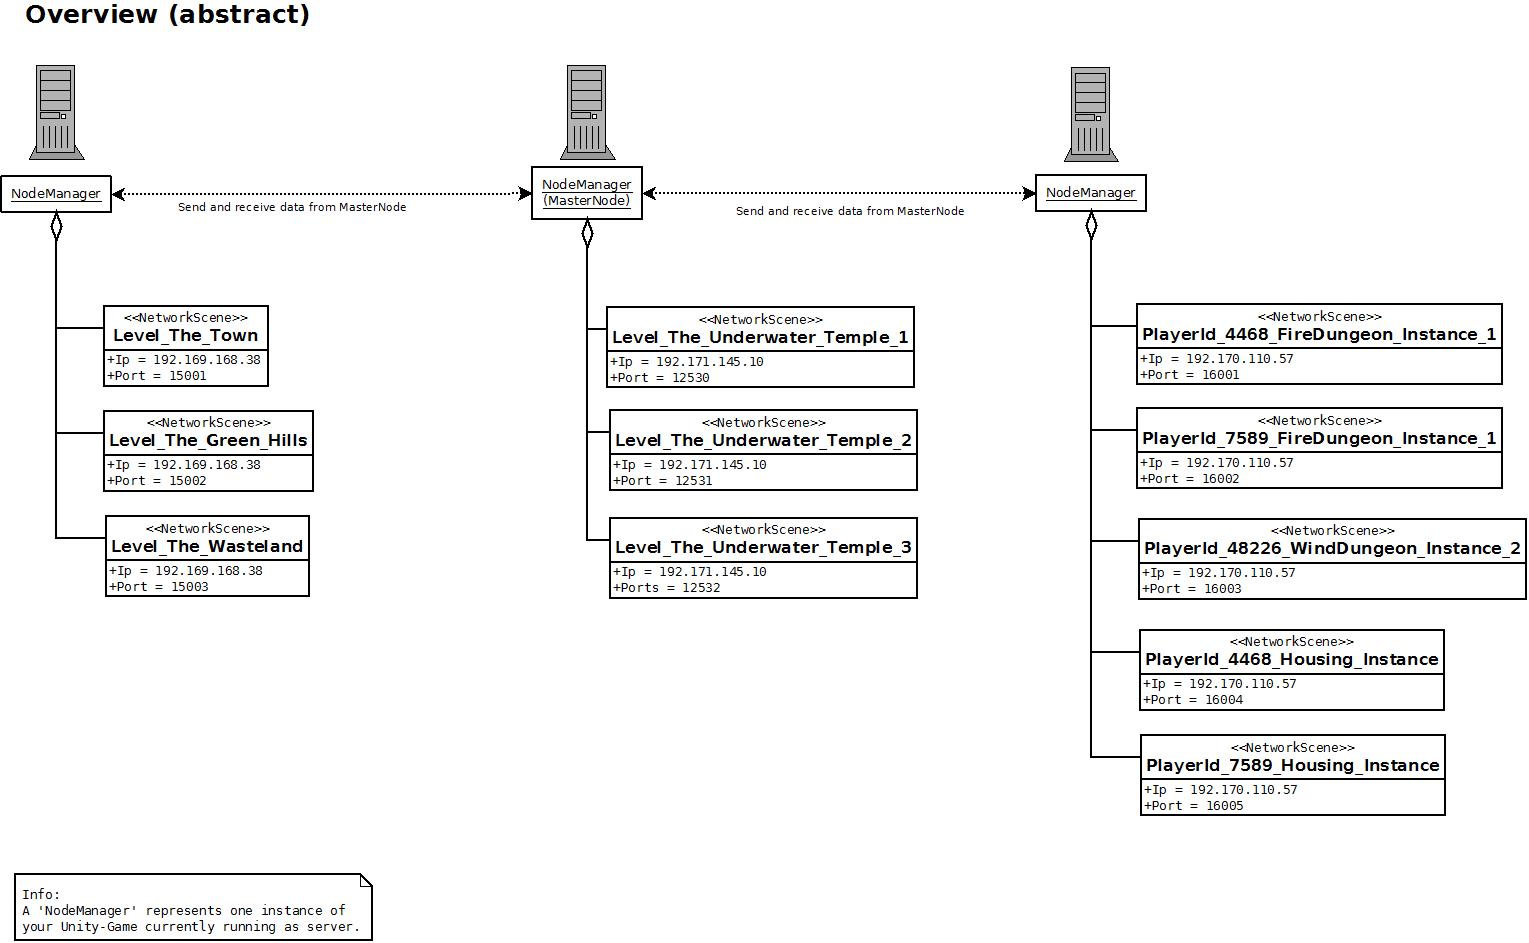 Overview (abstract)
NodeManager
Send and receive data from MasterNode
NodeManager
(MasterNode)
Send and receive data from MasterNode
NodeManager
<<NetworkScene>>
Level_The_Town
+Ip = 192.169.168.38
+Port = 15001
<<NetworkScene>>
Level_The_Green_Hills
+Ip = 192.169.168.38
+Port = 15002
<<NetworkScene>>
Level_The_Wasteland
+Ip = 192.169.168.38
+Port = 15003
<<NetworkScene>>
Level_The_Underwater_Temple_1
+Ip = 192.171.145.10
+Port = 12530
<<NetworkScene>>
Level_The_Underwater_Temple_2
+Ip = 192.171.145.10
+Port = 12531
<<NetworkScene>>
Level_The_Underwater_Temple_3
+Ip = 192.171.145.10
+Ports = 12532
<<NetworkScene>>
PlayerId_4468_FireDungeon_Instance_1
+Ip = 192.170.110.57
+Port = 16001
<<NetworkScene>>
PlayerId_7589_FireDungeon_Instance_1
+Ip = 192.170.110.57
+Port = 16002
<<NetworkScene>>
PlayerId_48226_WindDungeon_Instance_2
+Ip = 192.170.110.57
+Port = 16003
<<NetworkScene>>
PlayerId_4468_Housing_Instance
+Ip = 192.170.110.57
+Port = 16004
<<NetworkScene>>
PlayerId_7589_Housing_Instance
+Ip = 192.170.110.57
+Port = 16005
Info:
A 'NodeManager' represents one instance of
your Unity-Game currently running as server.